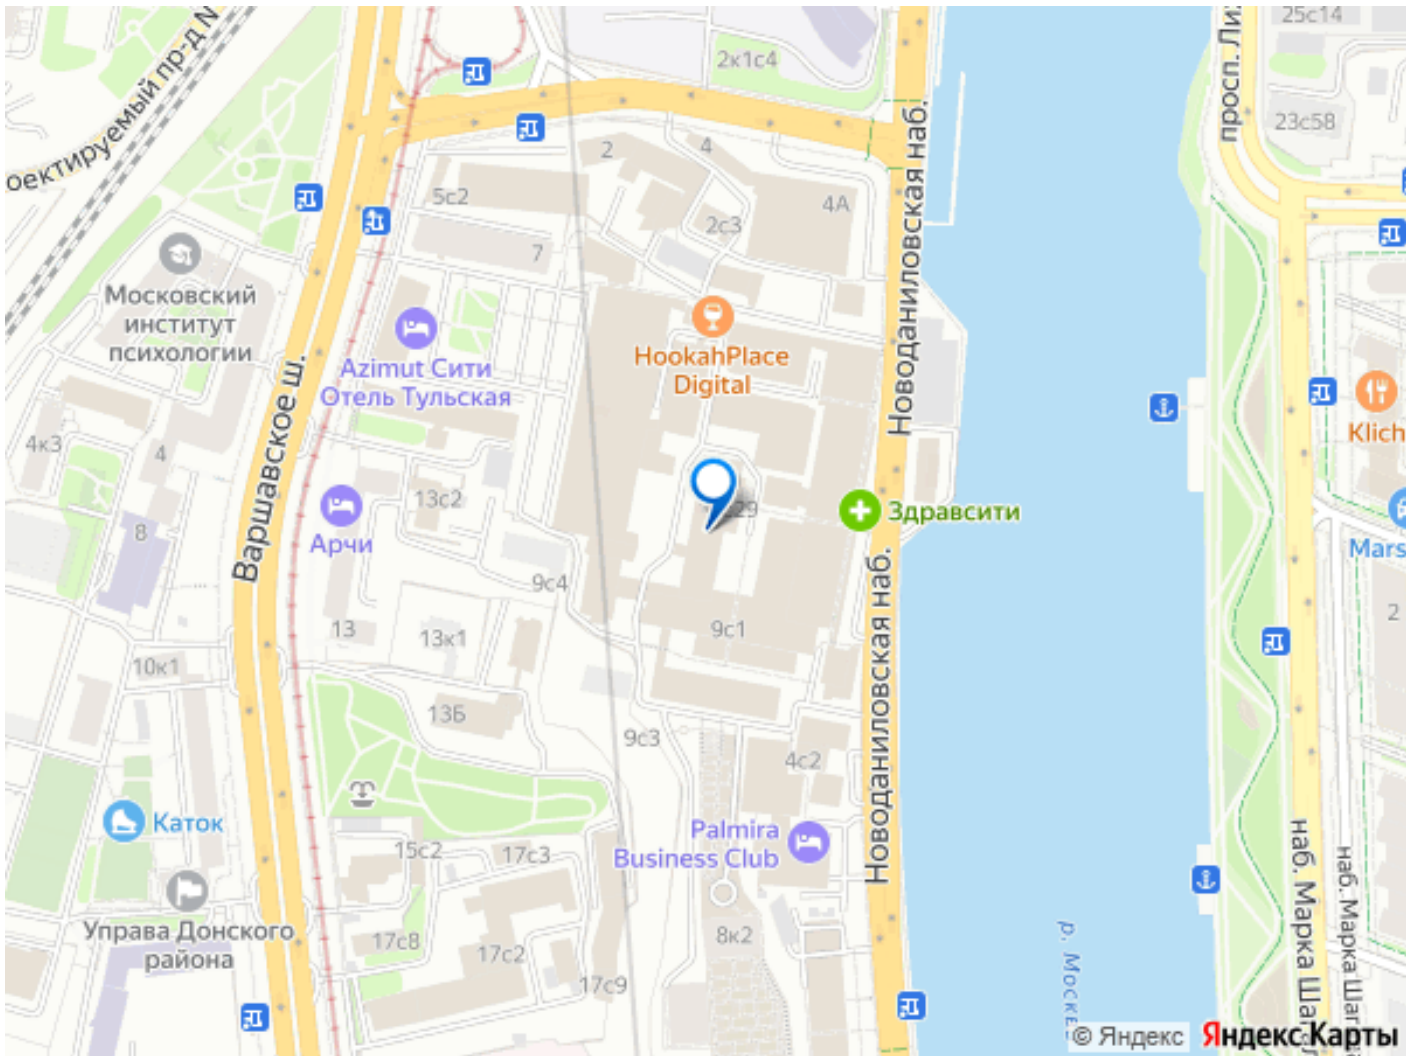 25с14
просп. Ли
2к1с4
23с58
оектируемый пр-д N
Новоданиловская наб.
2
4
5с2
4А
2с3
7
Московский
институт
психологии
Azimut Сити
Отель Тульская
HookahPlace
Digital
Klich
Варшавское ш.
4к3
4
13с2
8
Арчи
29
Здравсити
Mars
9с4
13
13к1
9с1
2
10к1
Новоданиловская наб.
13Б
9с3
4с2
Каток
Palmira
Business Club
15с2
17с3
Управа Донского
района
17с8
17с2
8к2
17с9
р. Москв
наб. Марка Шагал
наб. Марка Шаг
© Яндекс
Яндекс Карты